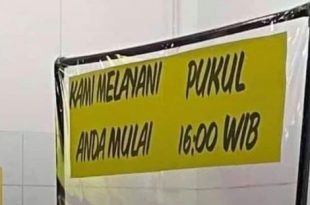 KAMI MELAYANI PUKUL
ANDA MULAI 16:00 WIB